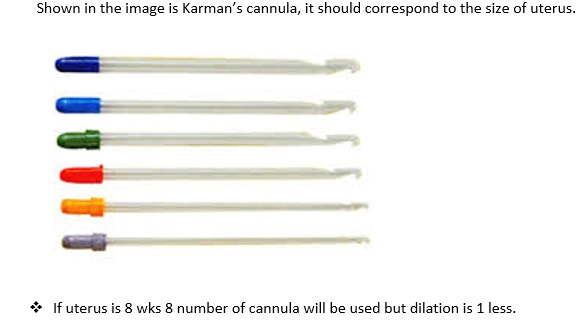 Shown in the image is Karman’s cannula, it should correspond to the size of uterus.
❖ If uterus is 8 wks 8 number of cannula will be used but dilation is 1 less.